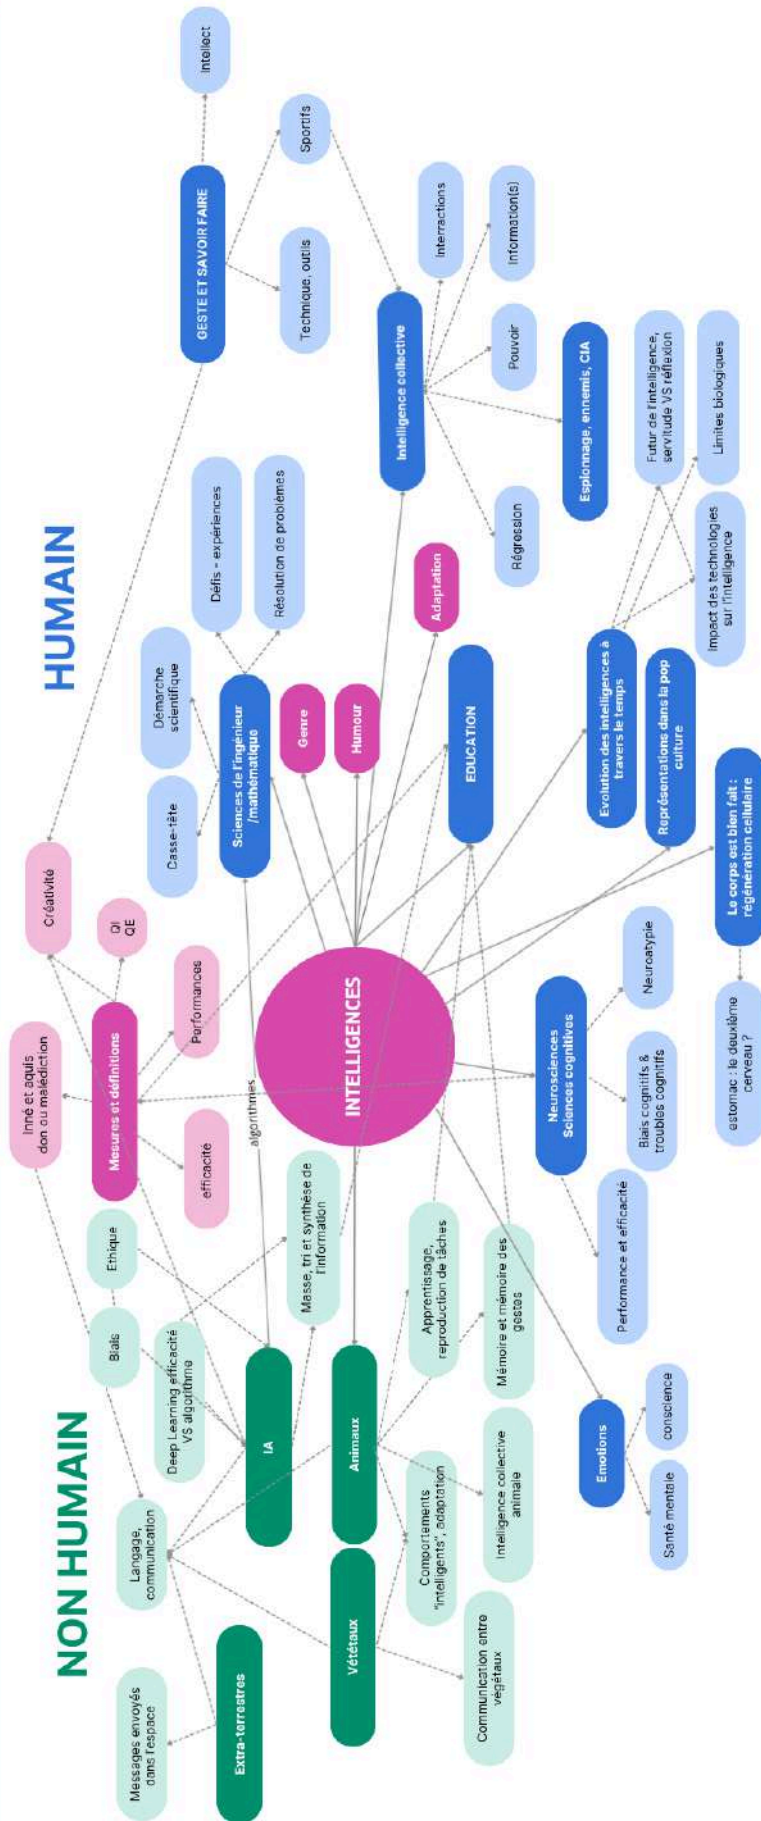 NON HUMAIN
HUMAIN
Messages envoyés
dans l'espace
Extra-terrestres
Langage,
communication
Biais
Ethique
Deep Learning efficacité
VS algorithme
IA
Masse, tri et synthèse de
l'information
Vététaux
Animaux
Communication entre
végétaux
Comportements
"intelligents", adaptation
Intelligence collective
animale
Apprentissage,
reproduction de tâches
Mémoire et mémoire des
gestes
Inné et aquis
don ou malédiction
Mesures et définitions
efficacité
Performances
QI
QE
Créativité
algorithmes
INTELLIGENCES
Casse-tête
Démarche
scientifique
Défis - expériences
Résolution de problèmes
Sciences de l'ingénieur
/mathématique
Genre
Humour
Adaptation
EDUCATION
GESTE ET SAVOIR FAIRE
Intellect
Technique, outils
Sportifs
Intelligence collective
Interractions
Information(s)
Pouvoir
Régression
Espionnage, ennemis, CIA
Evolution des intelligences à
travers le temps
Futur de l'intelligence,
servitude VS réflexion
Limites biologiques
Impact des technologies
sur l'intelligence
Représentations dans la pop
culture
Le corps est bien fait :
régénération cellulaire
estomac : le deuxième
cerveau ?
Neurosciences
Sciences cognitives
Neuroatypie
Biais cognitifs &
troubles cognitifs
Performance et efficacité
Emotions
Santé mentale
conscience